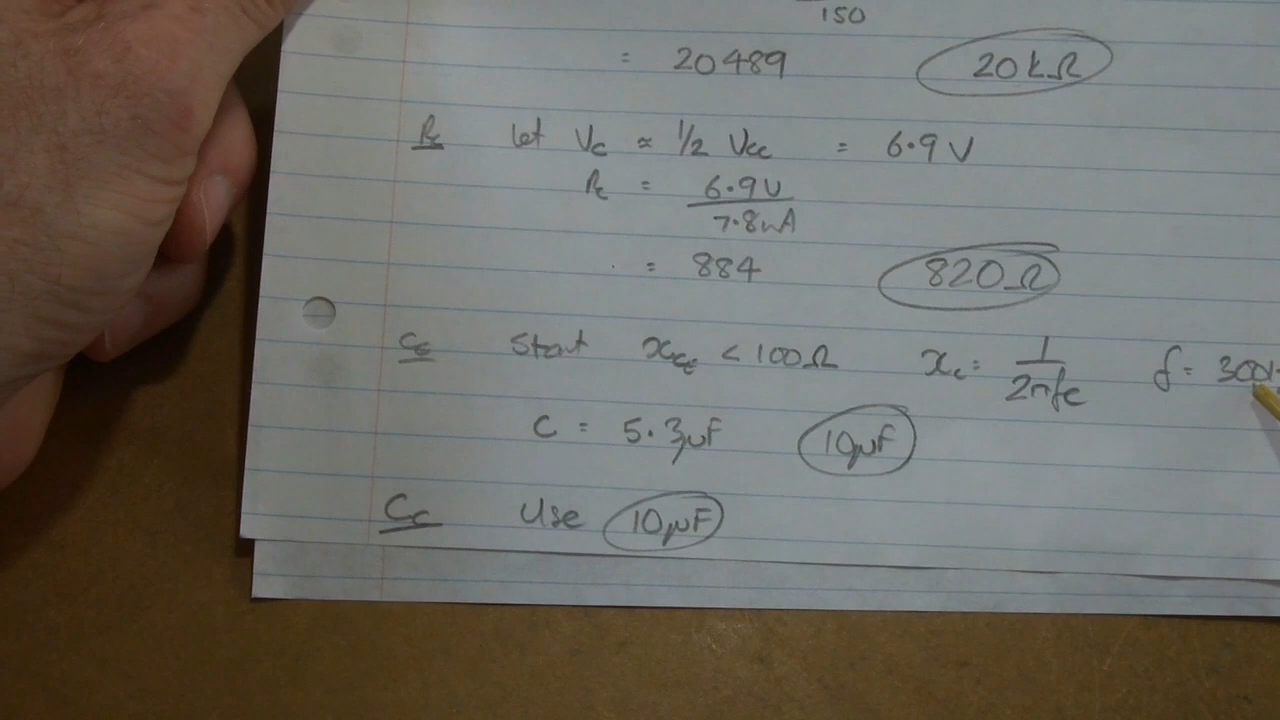 150
= 20489 20kΩ
Rc let Vc ≈ 1/2 Vcc = 6.9V
Rc = 6.9V
7.8mA
= 884 820Ω
CE Start xCE < 100Ω xc = 1 f = 300
2πfc
C = 5.3μF 10μF
Cc Use 10μF